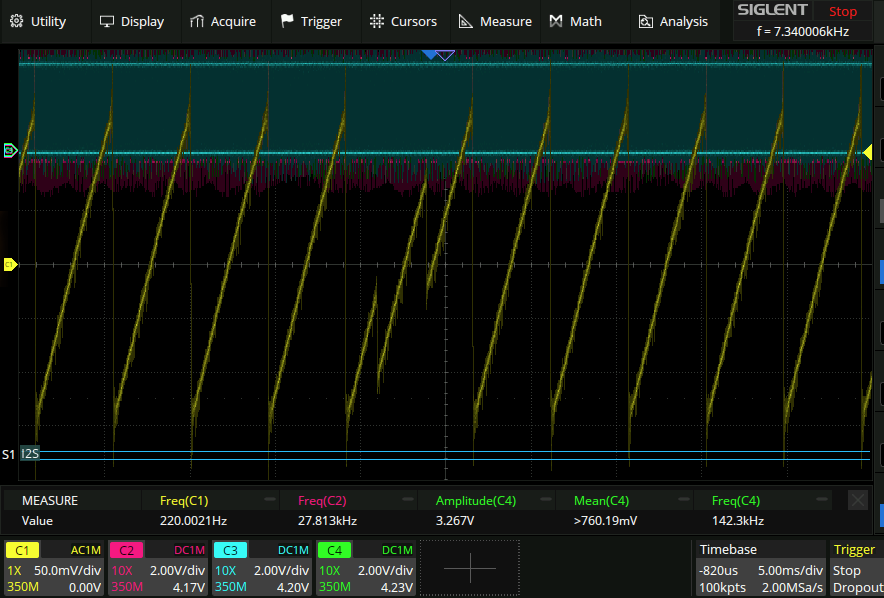 Utility Display Acquire Trigger Cursors Measure Math Analysis SIGLENT Stop
f = 7.340006kHz
C1
S1 I2S
MEASURE Freq(C1) Freq(C2) Amplitude(C4) Mean(C4) Freq(C4)
Value 220.0021Hz 27.813kHz 3.267V >760.19mV 142.3kHz
C1 AC1M C2 DC1M C3 DC1M C4 DC1M Timebase Trigger
1X 50.0mV/div 10X 2.00V/div 10X 2.00V/div 10X 2.00V/div -820us 5.00ms/div Stop
350M 0.00V 350M 4.17V 350M 4.20V 350M 4.23V 100kpts 2.00MSa/s Dropout